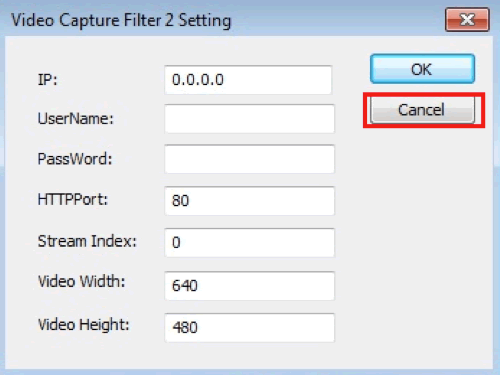 Video Capture Filter 2 Setting
IP: 0.0.0.0 OK
UserName: Cancel
PassWord:
HTTPPort: 80
Stream Index: 0
Video Width: 640
Video Height: 480